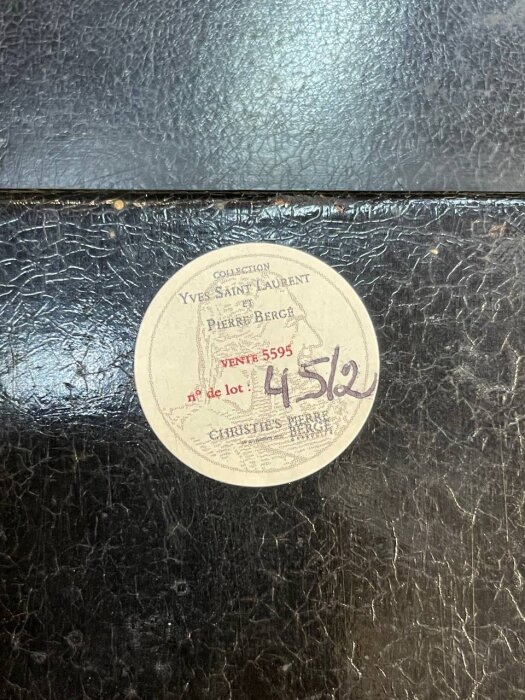 COLLECTION
YVES SAINT LAURENT
ET
PIERRE BERGÉ
VENTE 5595
n° de lot : 45/2
CHRISTIE'S PIERRE
BERGÉ